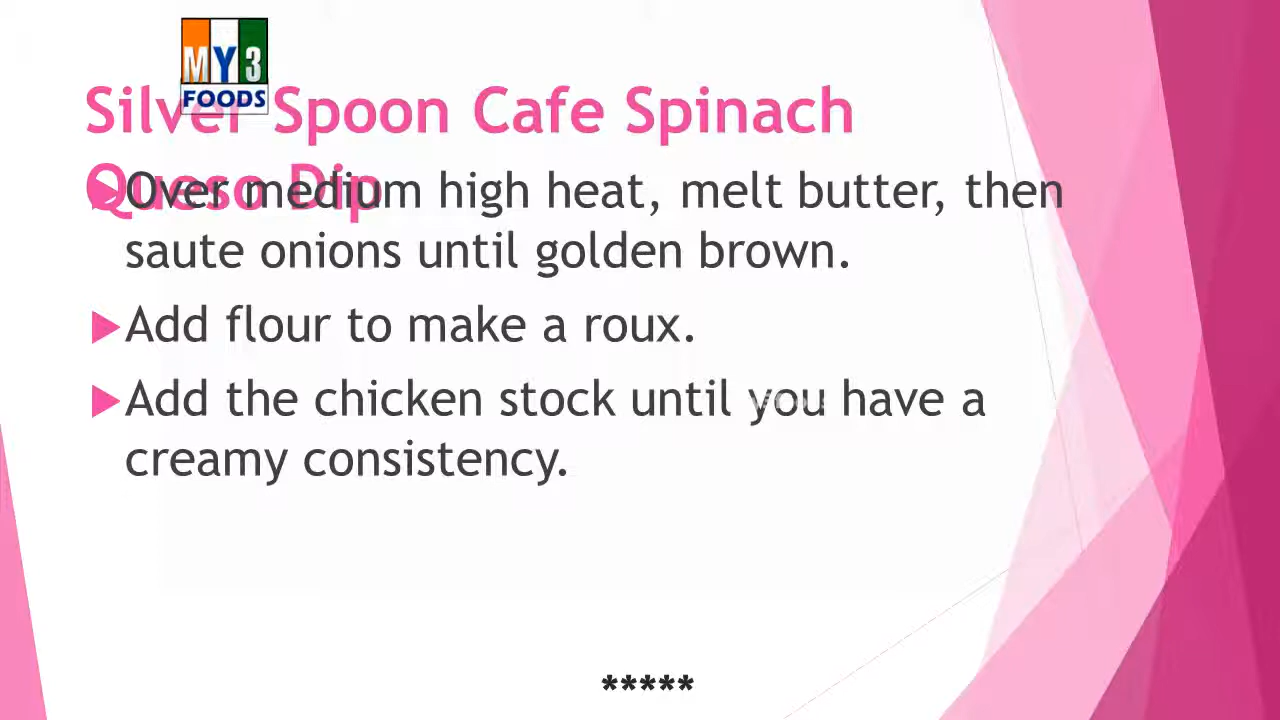 MY3
FOODS
Silver Spoon Cafe Spinach
Queso Dip
Over medium high heat, melt butter, then
saute onions until golden brown.
Add flour to make a roux.
Add the chicken stock until you have a
creamy consistency.
*****